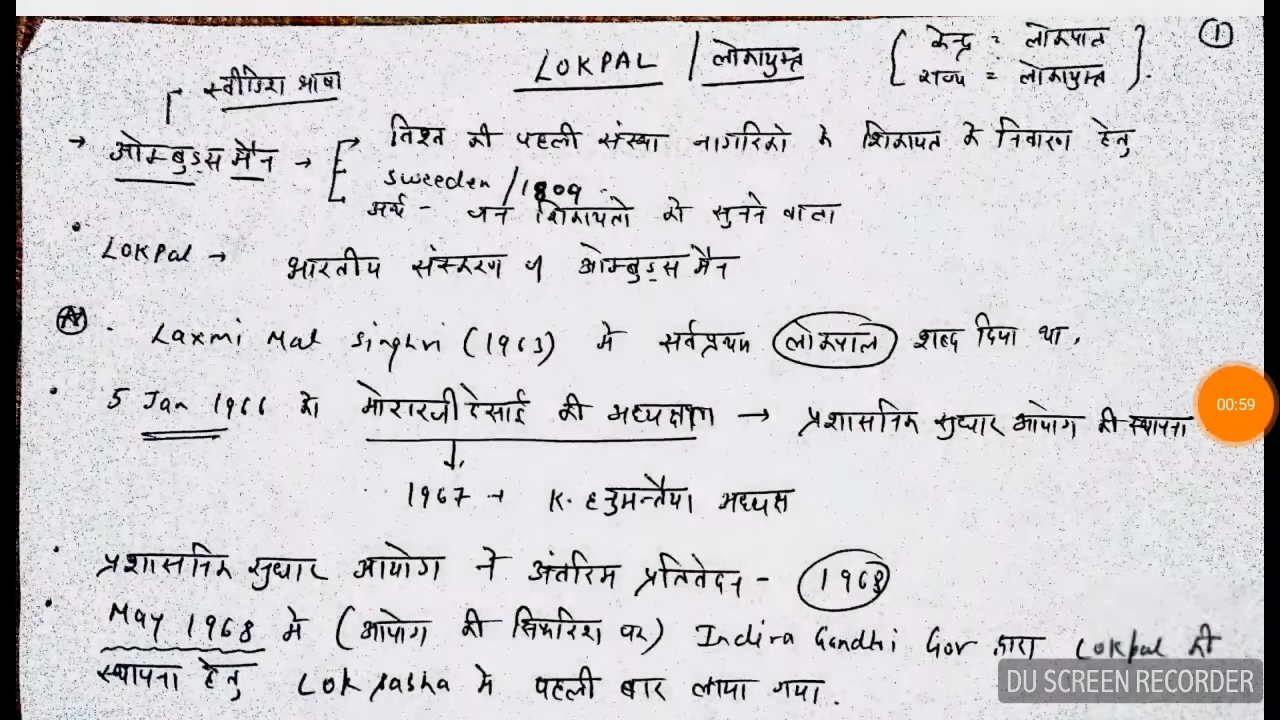 LOKPAL / लोकायुक्त [ केन्द्र = लोकपाल ①
राज्य = लोकायुक्त ].
स्वीडिश भाषा
→ ओम्बुड्स मैन → [ → विश्व की पहली संस्था नागरिको के शिकायत के निवारण हेतु
sweeden / 1809.
अर्थ - जन शिकायतो को सुनने वाला
LOKPal → भारतीय संस्करण of ओम्बुड्स मैन
Laxmi Mal Singhvi (1963) मे सर्वप्रथम लोकपाल शब्द दिया था.
5 Jan 1966 को मोरारजी देसाई की अध्यक्षता → प्रशासनिक सुधार आयोग की स्थापना
1967 → K. हनुमन्तैया अध्यक्ष
प्रशासनिक सुधार आयोग ने अंतरिम प्रतिवेदन - 1968
May 1968 मे (आयोग की सिफारिश पर) Indira Gandhi Gov द्वारा Lokpal की
स्थापना हेतु Lok sabha मे पहली बार लाया गया.
00:59
DU SCREEN RECORDER